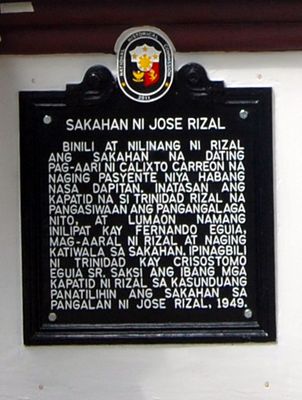 SAKAHAN NI JOSE RIZAL
BINILI AT NILINANG NI RIZAL
ANG SAKAHAN NA DATING
PAG-AARI NI CALIXTO CARREON NA
NAGING PASYENTE NIYA HABANG
NASA DAPITAN. INATASAN ANG
KAPATID NA SI TRINIDAD RIZAL NA
PANGASIWAAN ANG PANGANGALAGA
NITO, AT LUMAON NAMANG
INILIPAT KAY FERNANDO EGUIA,
MAG-AARAL NI RIZAL AT NAGING
KATIWALA SA SAKAHAN. IPINAGBILI
NI TRINIDAD KAY CRISOSTOMO
EGUIA SR. SAKSI ANG IBANG MGA
KAPATID NI RIZAL SA KASUNDUANG
PANATILIHIN ANG SAKAHAN SA
PANGALAN NI JOSE RIZAL, 1949.